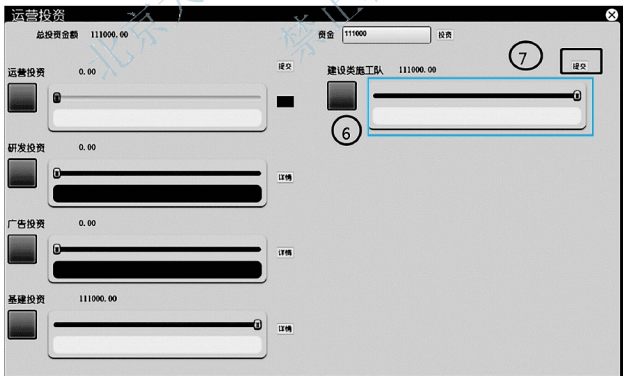 运营投资
总投资金额 111000.00 资金 111000 投资
运营投资 0.00 提交
建设类施工队 111000.00 ⑦ 提交
⑥
研发投资 0.00
详情
广告投资 0.00
详情
基建投资 111000.00
详情